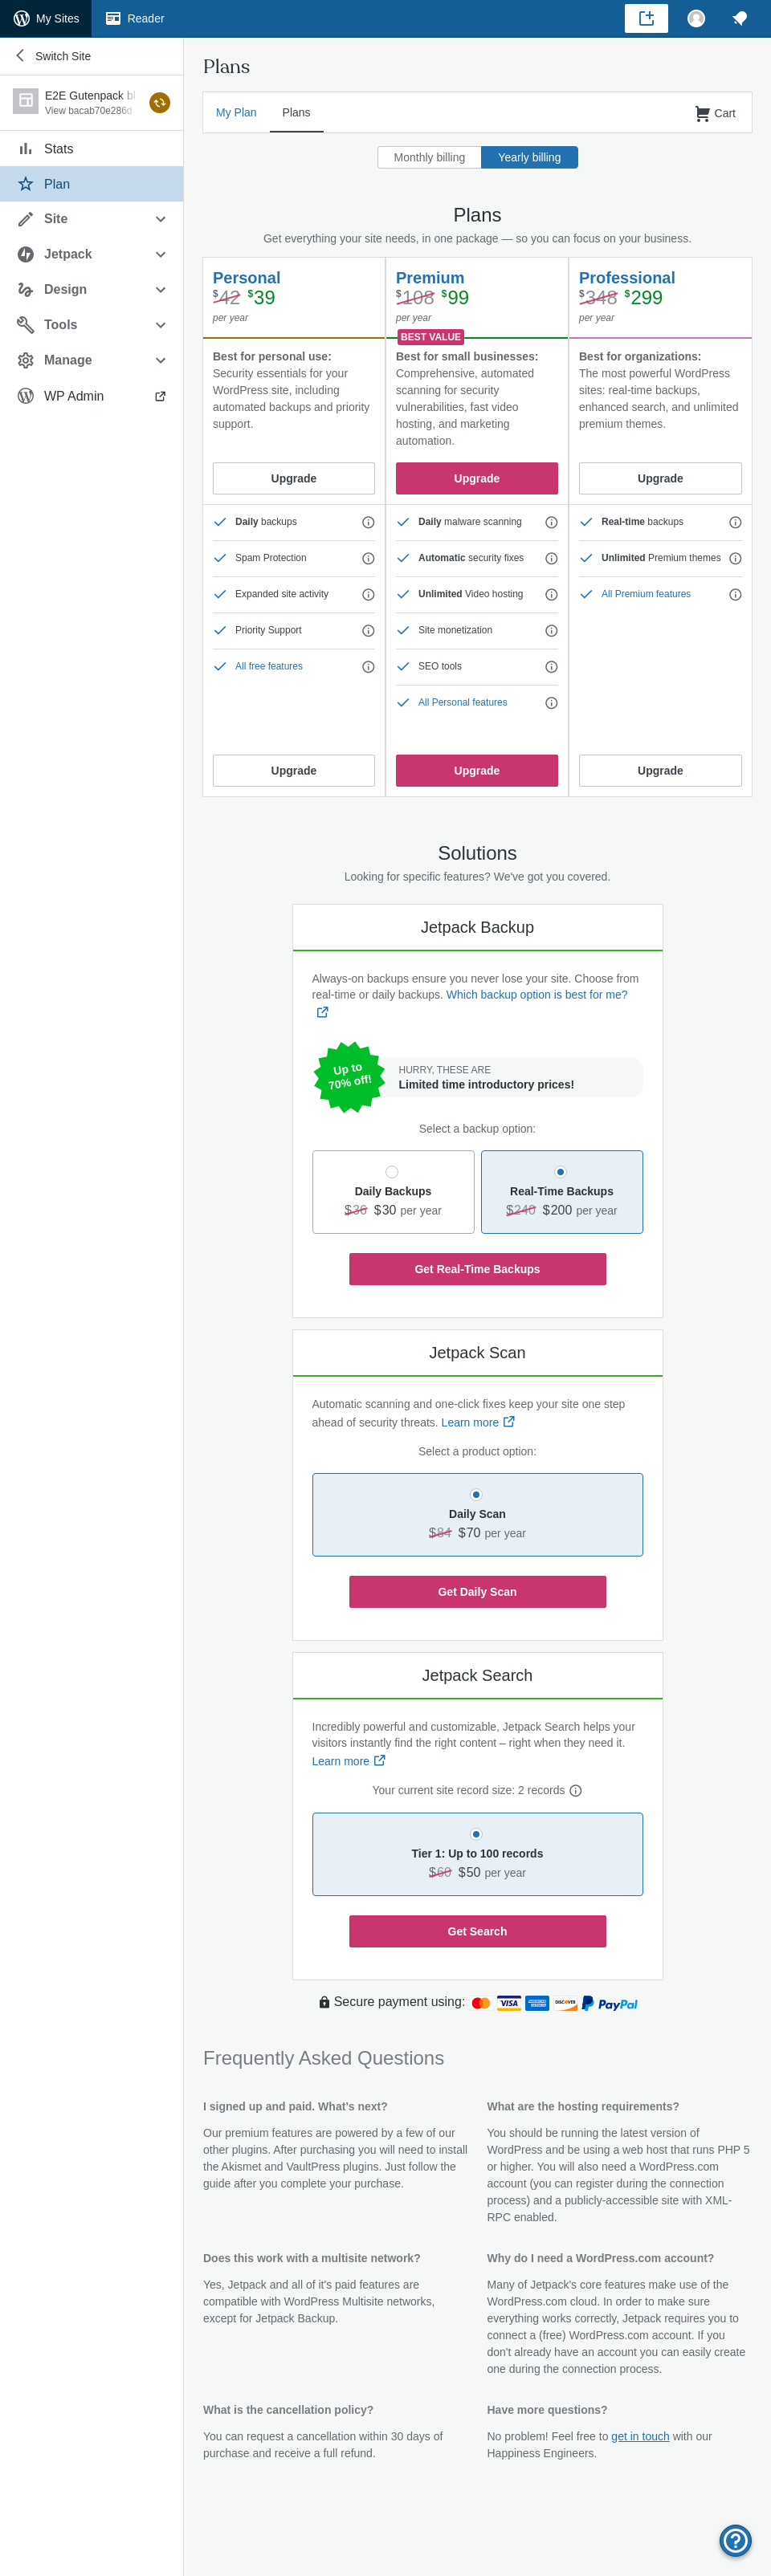 My Sites
Reader
Switch Site
E2E Gutenpack bl
View bacab70e286d
Stats
Plan
Site
Jetpack
Design
Tools
Manage
WP Admin
Plans
My Plan
Plans
Cart
Monthly billing
Yearly billing
Plans
Get everything your site needs, in one package — so you can focus on your business.
Personal
$42 $39
per year
Best for personal use:
Security essentials for your
WordPress site, including
automated backups and priority
support.
Upgrade
Daily backups
Spam Protection
Expanded site activity
Priority Support
All free features
Upgrade
Premium
$108 $99
per year
BEST VALUE
Best for small businesses:
Comprehensive, automated
scanning for security
vulnerabilities, fast video
hosting, and marketing
automation.
Upgrade
Daily malware scanning
Automatic security fixes
Unlimited Video hosting
Site monetization
SEO tools
All Personal features
Upgrade
Professional
$348 $299
per year
Best for organizations:
The most powerful WordPress
sites: real-time backups,
enhanced search, and unlimited
premium themes.
Upgrade
Real-time backups
Unlimited Premium themes
All Premium features
Upgrade
Solutions
Looking for specific features? We've got you covered.
Jetpack Backup
Always-on backups ensure you never lose your site. Choose from
real-time or daily backups. Which backup option is best for me?
Up to
70% off!
HURRY, THESE ARE
Limited time introductory prices!
Select a backup option:
Daily Backups
$36 $30 per year
Real-Time Backups
$240 $200 per year
Get Real-Time Backups
Jetpack Scan
Automatic scanning and one-click fixes keep your site one step
ahead of security threats. Learn more
Select a product option:
Daily Scan
$84 $70 per year
Get Daily Scan
Jetpack Search
Incredibly powerful and customizable, Jetpack Search helps your
visitors instantly find the right content – right when they need it.
Learn more
Your current site record size: 2 records
Tier 1: Up to 100 records
$60 $50 per year
Get Search
Secure payment using:
VISA
AMERICAN EXPRESS
DISCOVER
PayPal
Frequently Asked Questions
I signed up and paid. What's next?
Our premium features are powered by a few of our
other plugins. After purchasing you will need to install
the Akismet and VaultPress plugins. Just follow the
guide after you complete your purchase.
What are the hosting requirements?
You should be running the latest version of
WordPress and be using a web host that runs PHP 5
or higher. You will also need a WordPress.com
account (you can register during the connection
process) and a publicly-accessible site with XML-
RPC enabled.
Does this work with a multisite network?
Yes, Jetpack and all of it's paid features are
compatible with WordPress Multisite networks,
except for Jetpack Backup.
Why do I need a WordPress.com account?
Many of Jetpack's core features make use of the
WordPress.com cloud. In order to make sure
everything works correctly, Jetpack requires you to
connect a (free) WordPress.com account. If you
don't already have an account you can easily create
one during the connection process.
What is the cancellation policy?
You can request a cancellation within 30 days of
purchase and receive a full refund.
Have more questions?
No problem! Feel free to get in touch with our
Happiness Engineers.